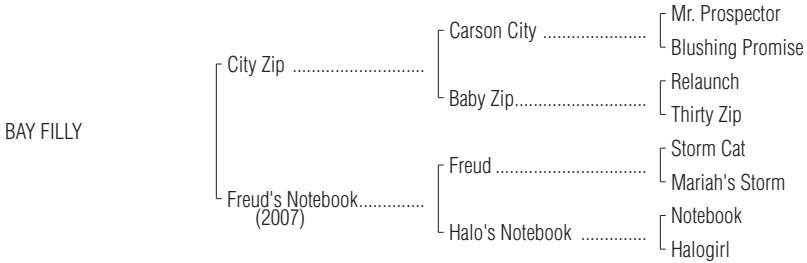 Mr. Prospector
Carson City ......................
Blushing Promise
City Zip ............................
Relaunch
Baby Zip............................
Thirty Zip
BAY FILLY
Storm Cat
Freud ................................
Mariah's Storm
Freud's Notebook..............
(2007)
Notebook
Halo's Notebook ..............
Halogirl